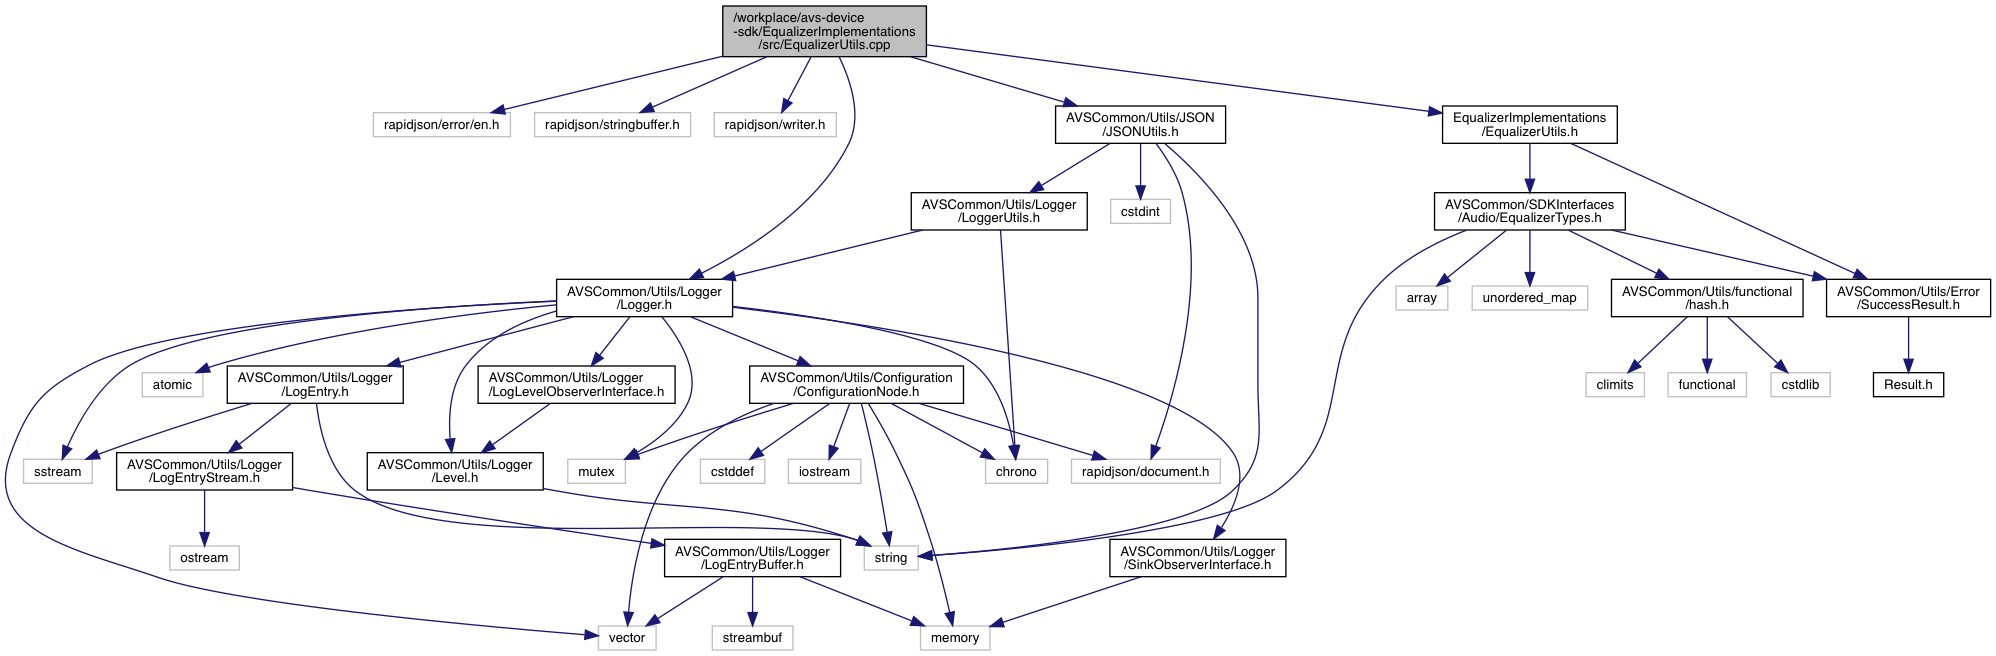 /workplace/avs-device
-sdk/EqualizerImplementations
/src/EqualizerUtils.cpp
rapidjson/error/en.h
rapidjson/stringbuffer.h
rapidjson/writer.h
AVSCommon/Utils/JSON
/JSONUtils.h
EqualizerImplementations
/EqualizerUtils.h
AVSCommon/Utils/Logger
/LoggerUtils.h
cstdint
AVSCommon/SDKInterfaces
/Audio/EqualizerTypes.h
AVSCommon/Utils/Logger
/Logger.h
array
unordered_map
AVSCommon/Utils/functional
/hash.h
AVSCommon/Utils/Error
/SuccessResult.h
atomic
AVSCommon/Utils/Logger
/LogEntry.h
AVSCommon/Utils/Logger
/LogLevelObserverInterface.h
AVSCommon/Utils/Configuration
/ConfigurationNode.h
climits
functional
cstdlib
Result.h
sstream
AVSCommon/Utils/Logger
/LogEntryStream.h
AVSCommon/Utils/Logger
/Level.h
mutex
cstddef
iostream
chrono
rapidjson/document.h
ostream
AVSCommon/Utils/Logger
/LogEntryBuffer.h
string
AVSCommon/Utils/Logger
/SinkObserverInterface.h
vector
streambuf
memory